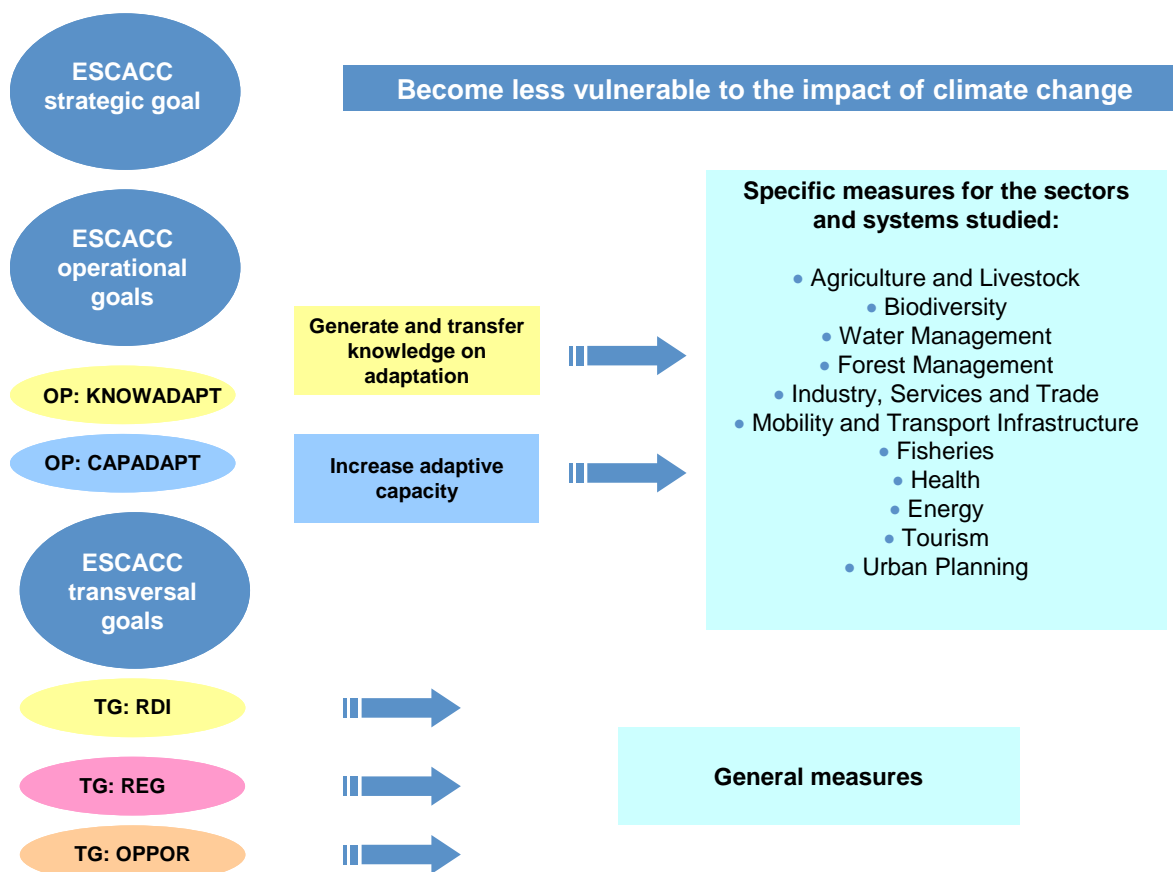 ESCACC
strategic goal
Become less vulnerable to the impact of climate change
ESCACC
operational
goals
Specific measures for the sectors
and systems studied:
• Agriculture and Livestock
• Biodiversity
• Water Management
• Forest Management
• Industry, Services and Trade
• Mobility and Transport Infrastructure
• Fisheries
• Health
• Energy
• Tourism
• Urban Planning
Generate and transfer
knowledge on
adaptation
OP: KNOWADAPT
OP: CAPADAPT
Increase adaptive
capacity
ESCACC
transversal
goals
TG: RDI
TG: REG
General measures
TG: OPPOR